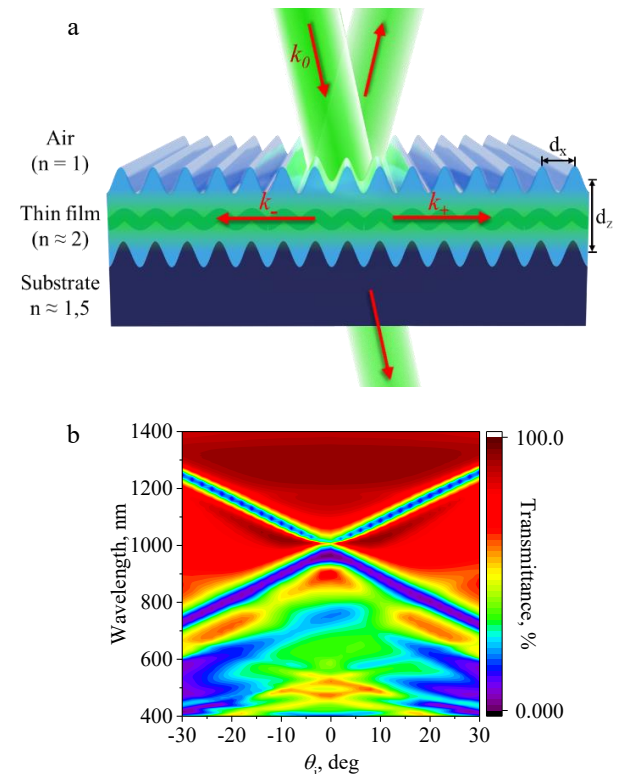 a
k₀
Air
(n = 1)
dₓ
Thin film
(n ≈ 2)
k₋
k₊
d_z
Substrate
n ≈ 1,5
b
1400
1200
1000
800
600
400
Wavelength, nm
-30
-20
-10
0
10
20
30
θᵢ, deg
100.0
Transmittance, %
0.000